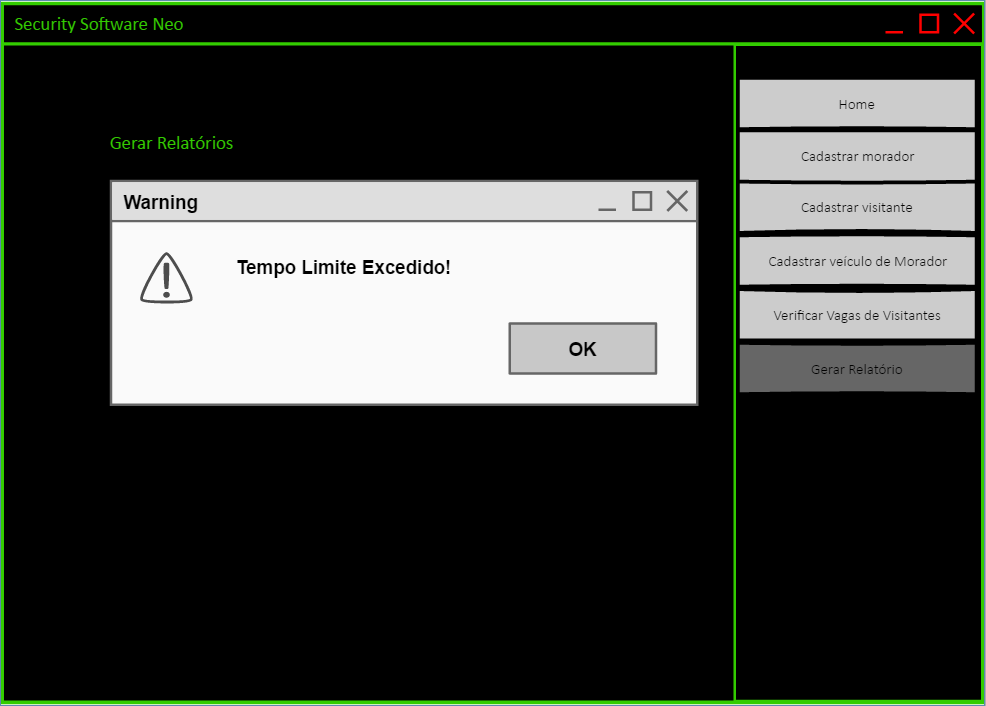 Security Software Neo
Gerar Relatórios
Warning
Tempo Limite Excedido!
OK
Home
Cadastrar morador
Cadastrar visitante
Cadastrar veículo de Morador
Verificar Vagas de Visitantes
Gerar Relatório